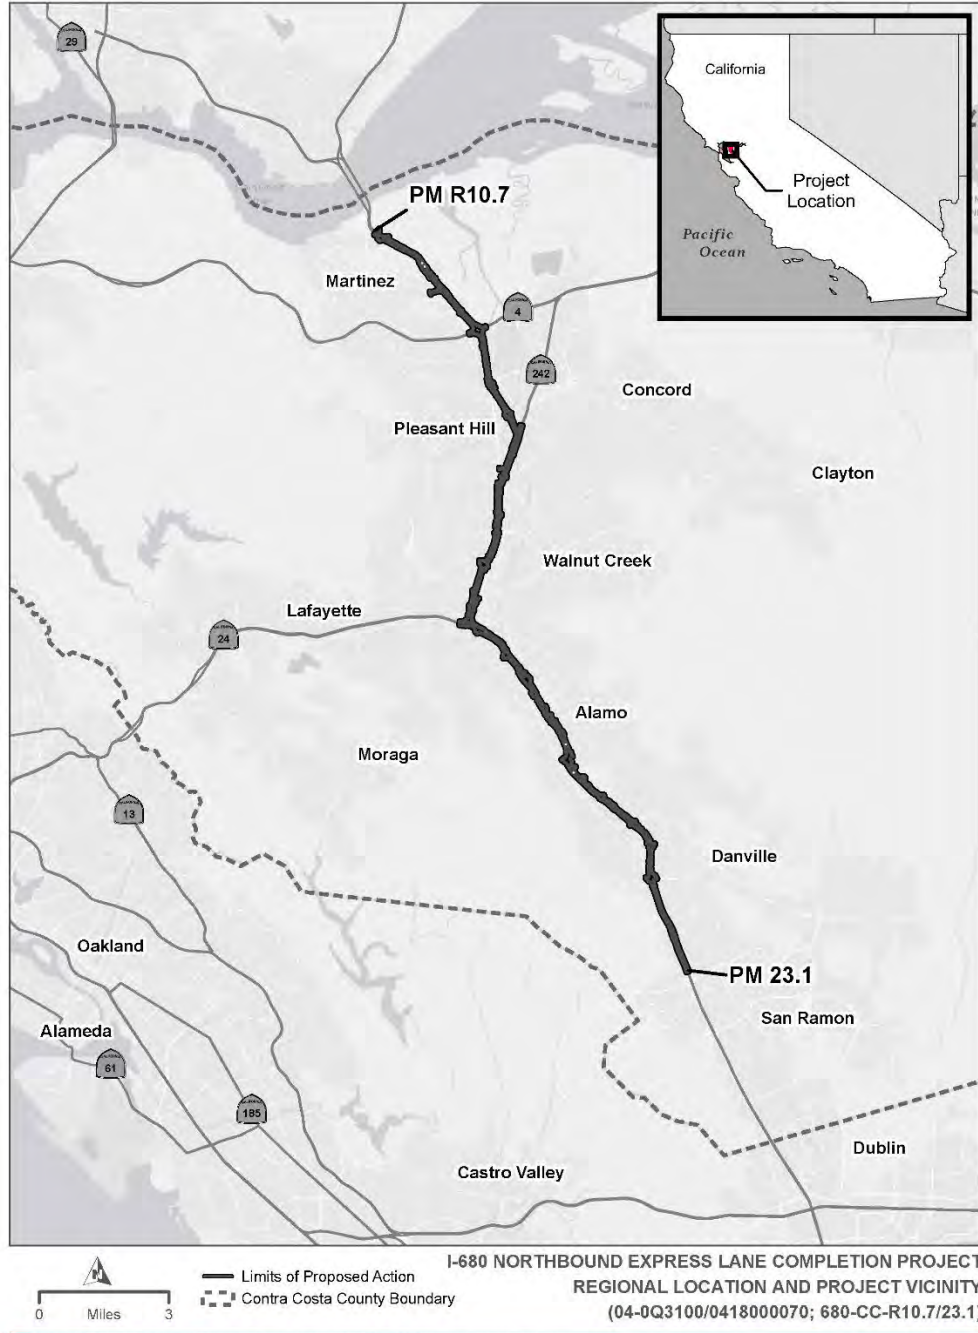 29
California
Project
Location
Pacific
Ocean
PM R10.7
Martinez
4
242
Concord
Pleasant Hill
Clayton
Walnut Creek
Lafayette
24
Alamo
Moraga
13
Danville
Oakland
PM 23.1
San Ramon
Alameda
61
185
Dublin
Castro Valley
N
0 Miles 3
Limits of Proposed Action
Contra Costa County Boundary
I-680 NORTHBOUND EXPRESS LANE COMPLETION PROJECT
REGIONAL LOCATION AND PROJECT VICINITY
(04-0Q3100/0418000070; 680-CC-R10.7/23.1)